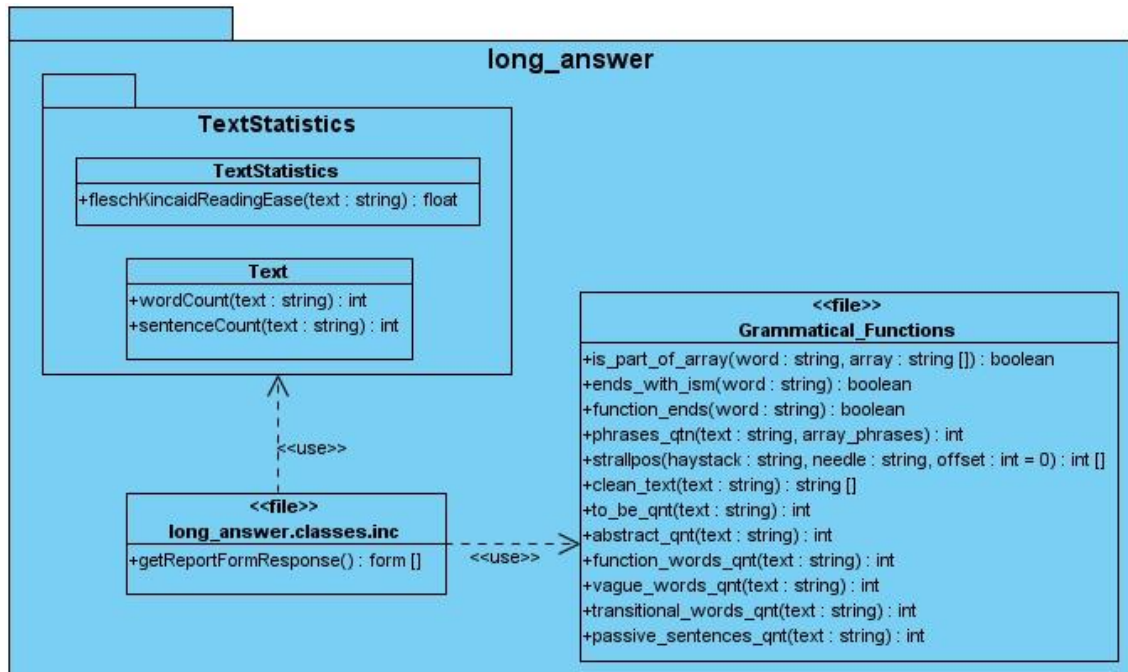 long_answer
TextStatistics
TextStatistics
+fleschKincaidReadingEase(text : string) : float
Text
+wordCount(text : string) : int
+sentenceCount(text : string) : int
<<use>>
<<file>>
long_answer.classes.inc
+getReportFormResponse() : form []
<<use>>
<<file>>
Grammatical_Functions
+is_part_of_array(word : string, array : string []) : boolean
+ends_with_ism(word : string) : boolean
+function_ends(word : string) : boolean
+phrases_qtn(text : string, array_phrases) : int
+strallpos(haystack : string, needle : string, offset : int = 0) : int []
+clean_text(text : string) : string []
+to_be_qnt(text : string) : int
+abstract_qnt(text : string) : int
+function_words_qnt(text : string) : int
+vague_words_qnt(text : string) : int
+transitional_words_qnt(text : string) : int
+passive_sentences_qnt(text : string) : int